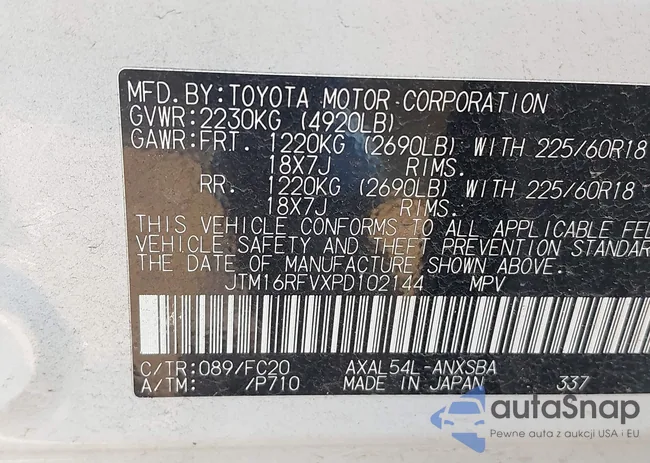 MFD. BY: TOYOTA MOTOR CORPORATION
GVWR: 2230KG (4920LB)
GAWR: FRT. 1220KG (2690LB) WITH 225/60R18
18X7J RIMS.
RR. 1220KG (2690LB) WITH 225/60R18
18X7J RIMS.
THIS VEHICLE CONFORMS TO ALL APPLICABLE
VEHICLE SAFETY AND THEFT PREVENTION STANDAR
THE DATE OF MANUFACTURE SHOWN ABOVE.
JTM16RFVXPD102144 MPV
C/TR: 089/FC20 AXAL54L-ANXSBA
A/TM: /P710 MADE IN JAPAN 337
autaSnap
Pewne auta z aukcji USA i EU